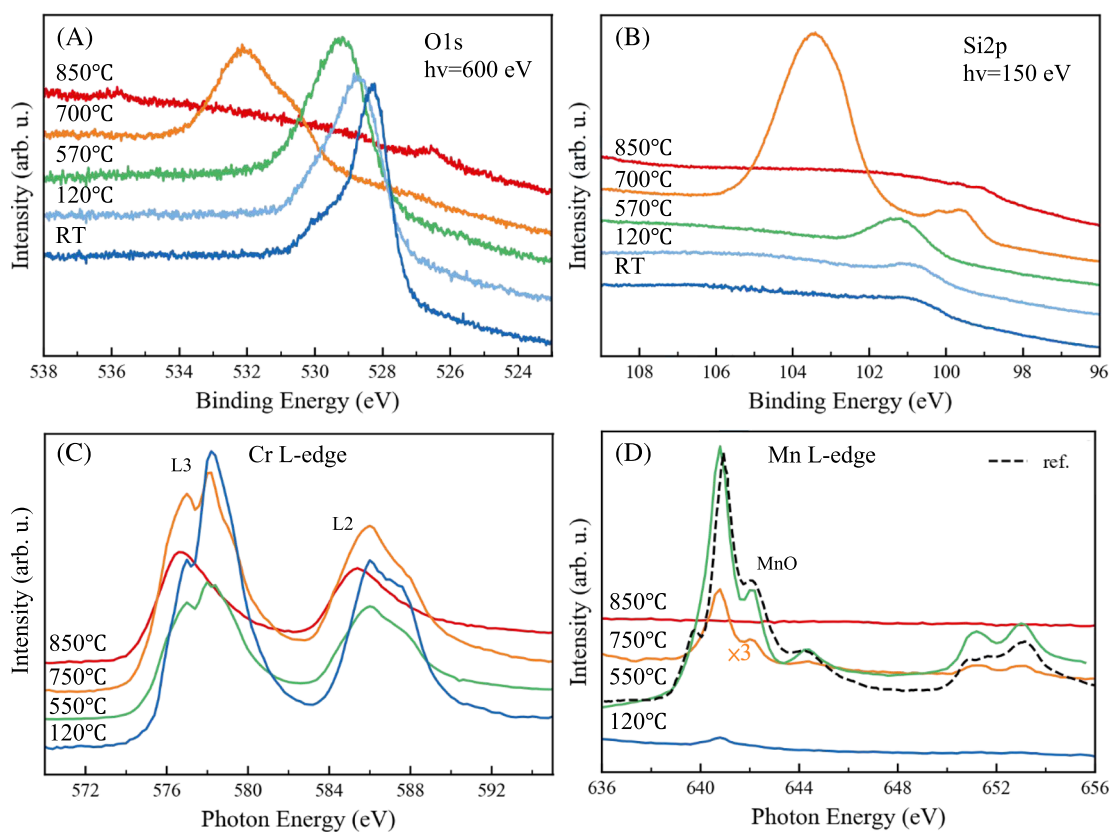 (A)
O1s
hν=600 eV
850℃
700℃
570℃
120℃
RT
Intensity (arb. u.)
538 536 534 532 530 528 526 524
Binding Energy (eV)
(B)
Si2p
hν=150 eV
850℃
700℃
570℃
120℃
RT
Intensity (arb. u.)
108 106 104 102 100 98 96
Binding Energy (eV)
(C)
Cr L-edge
L3
L2
850℃
750℃
550℃
120℃
Intensity (arb. u.)
572 576 580 584 588 592
Photon Energy (eV)
(D)
Mn L-edge
ref.
MnO
850℃
750℃
×3
550℃
120℃
Intensity (arb. u.)
636 640 644 648 652 656
Photon Energy (eV)